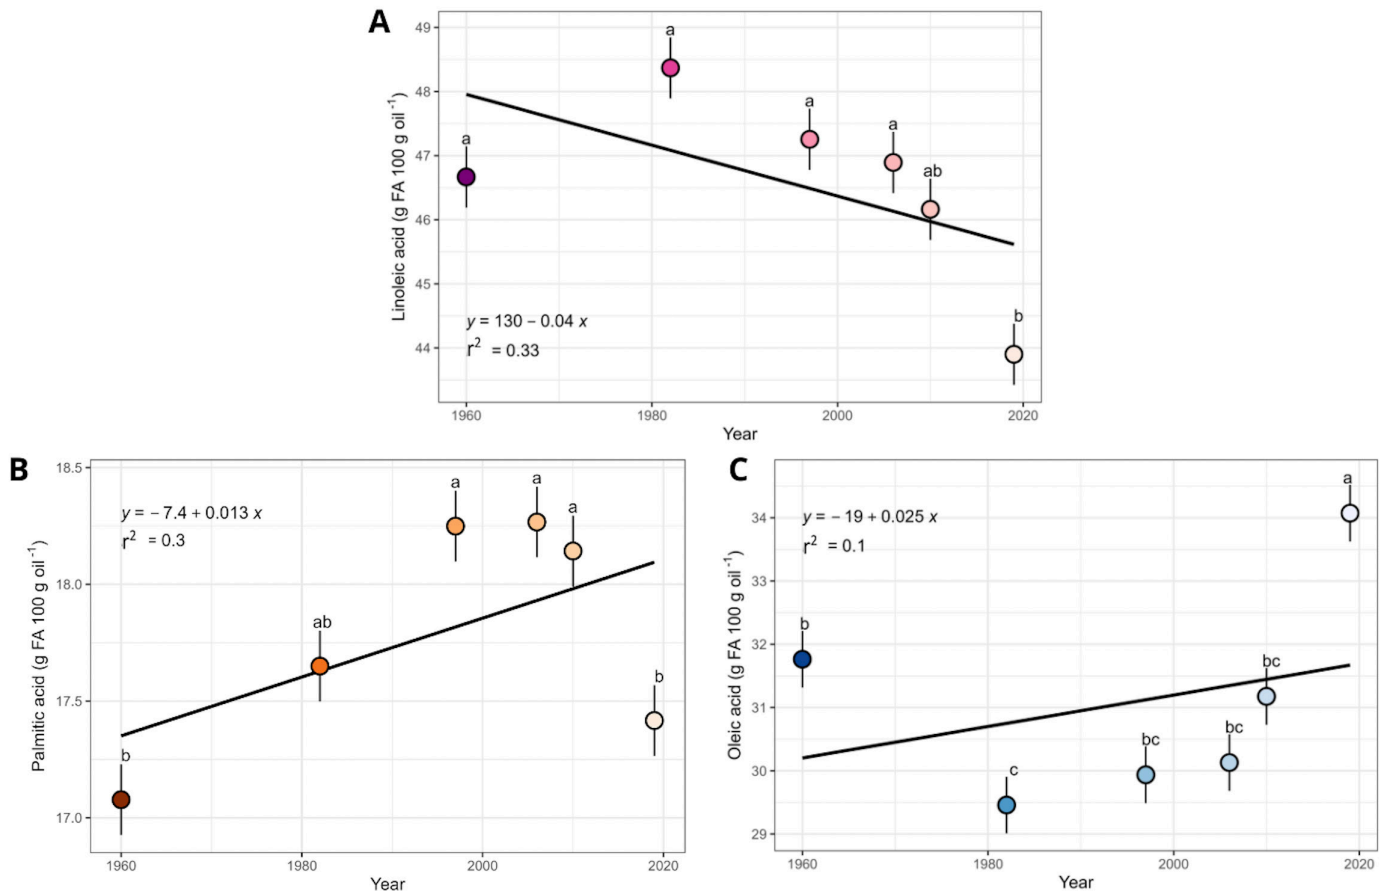 A
49
48
47
46
45
44
Linoleic acid (g FA 100 g oil⁻¹)
a
a
a
a
ab
b
y = 130 − 0.04 x
r² = 0.33
1960
1980
2000
2020
Year
B
18.5
18.0
17.5
17.0
Palmitic acid (g FA 100 g oil⁻¹)
y = − 7.4 + 0.013 x
r² = 0.3
b
ab
a
a
a
b
1960
1980
2000
2020
Year
C
34
33
32
31
30
29
Oleic acid (g FA 100 g oil⁻¹)
y = − 19 + 0.025 x
r² = 0.1
b
c
bc
bc
bc
a
1960
1980
2000
2020
Year